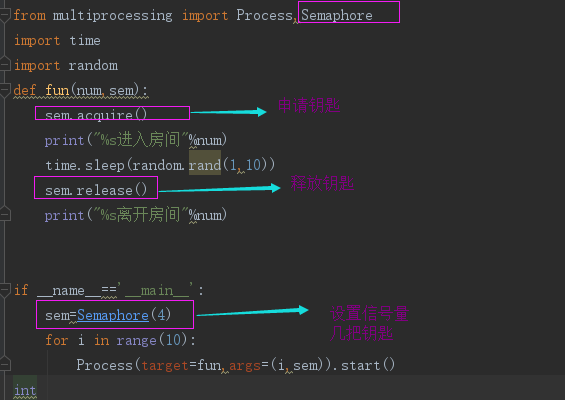 from multiprocessing import Process,Semaphore
import time
import random
def fun(num,sem):
sem.acquire()
申请钥匙
print("%s进入房间"%num)
time.sleep(random.rand(1,10))
sem.release()
释放钥匙
print("%s离开房间"%num)
if __name__=='__main__':
sem=Semaphore(4)
设置信号量
几把钥匙
for i in range(10):
Process(target=fun,args=(i,sem)).start()
int